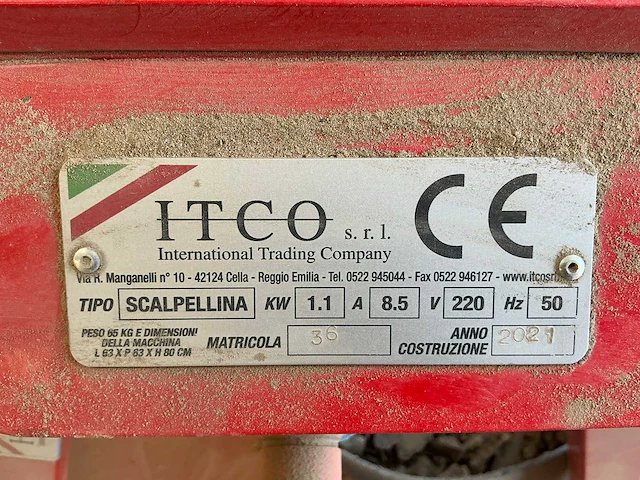 ITCO s. r. l.
International Trading Company
CE
Via R. Manganelli n° 10 - 42124 Cella - Reggio Emilia - Tel. 0522 945044 - Fax 0522 946127 - www.itcosrl
TIPO SCALPELLINA KW 1.1 A 8.5 V 220 Hz 50
PESO 65 KG E DIMENSIONI
DELLA MACCHINA
L 63 X P 63 X H 80 CM
MATRICOLA 36
ANNO
COSTRUZIONE 2021